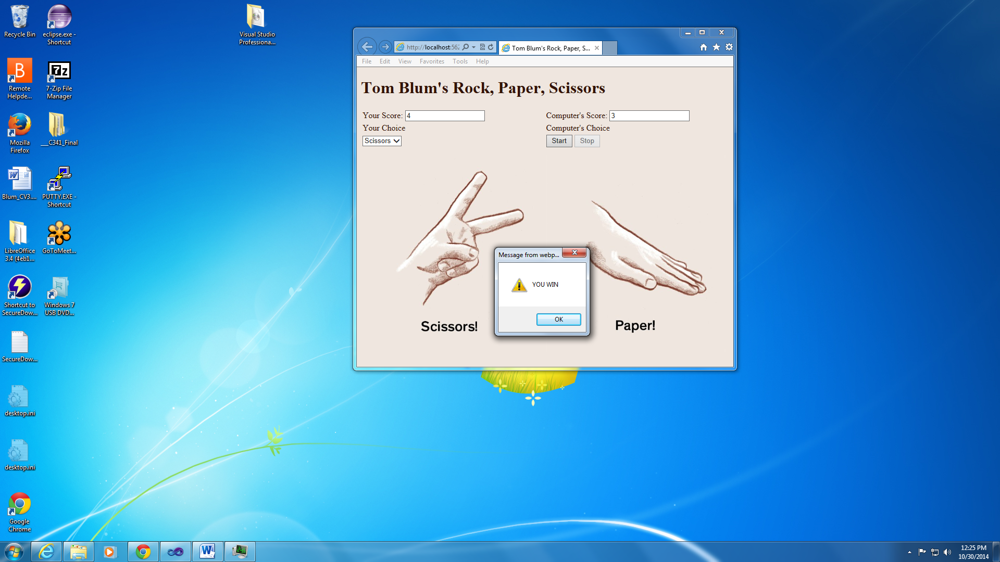 Recycle Bin
eclipse.exe -
Shortcut
Visual Studio
Professiona...
Remote
Helpde...
7-Zip File
Manager
Mozilla
Firefox
___C341_Final
Blum_CV3....
PUTTY.EXE -
Shortcut
LibreOffice
3.4 (4eb1...
GoToMeet...
Shortcut to
SecureDow...
Windows 7
USB DVD...
SecureDow...
desktop.ini
desktop.ini
Google
Chrome
http://localhost:562
Tom Blum's Rock, Paper, S...
File Edit View Favorites Tools Help
Tom Blum's Rock, Paper, Scissors
Your Score: 4
Computer's Score: 3
Your Choice
Computer's Choice
Scissors
Start Stop
Message from webp...
YOU WIN
OK
Scissors!
Paper!
12:25 PM
10/30/2014